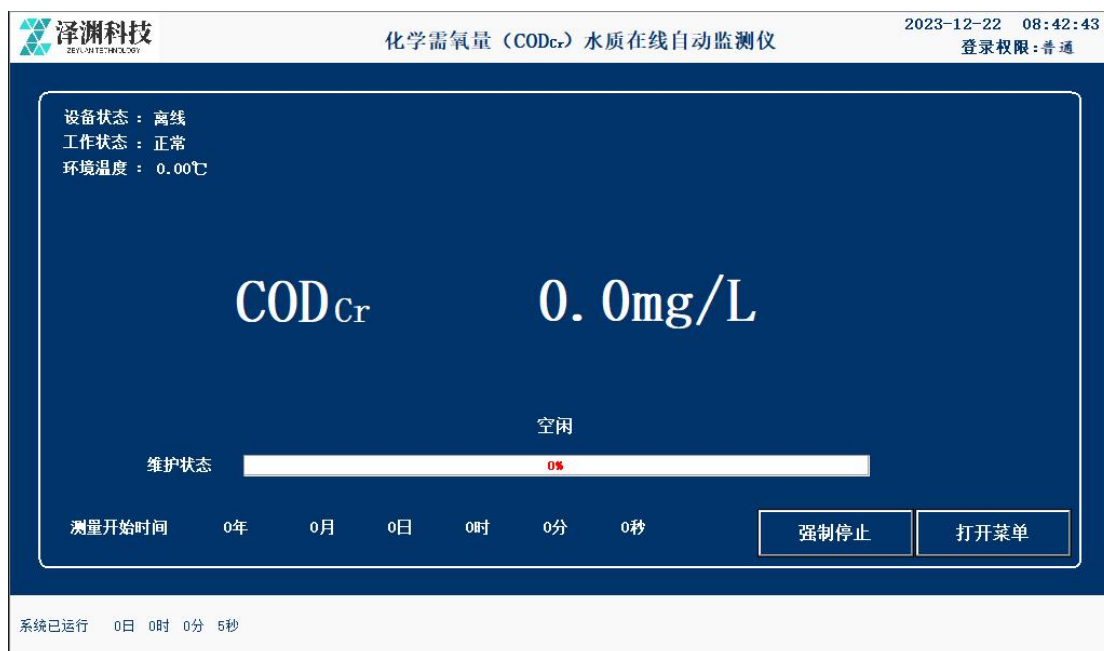 泽渊科技
ZEYUANTECHNOLOGY
化学需氧量（CODcr）水质在线自动监测仪
2023-12-22 08:42:43
登录权限:普通
设备状态： 离线
工作状态： 正常
环境温度： 0.00℃
CODCr 0.0mg/L
空闲
维护状态 0%
测量开始时间 0年 0月 0日 0时 0分 0秒
强制停止 打开菜单
系统已运行 0日 0时 0分 5秒